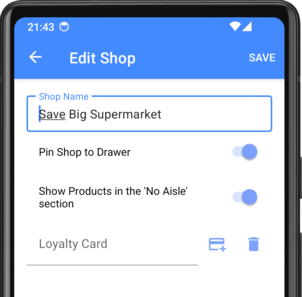 21:43
Edit Shop
SAVE
Shop Name
Save Big Supermarket
Pin Shop to Drawer
Show Products in the 'No Aisle'
section
Loyalty Card